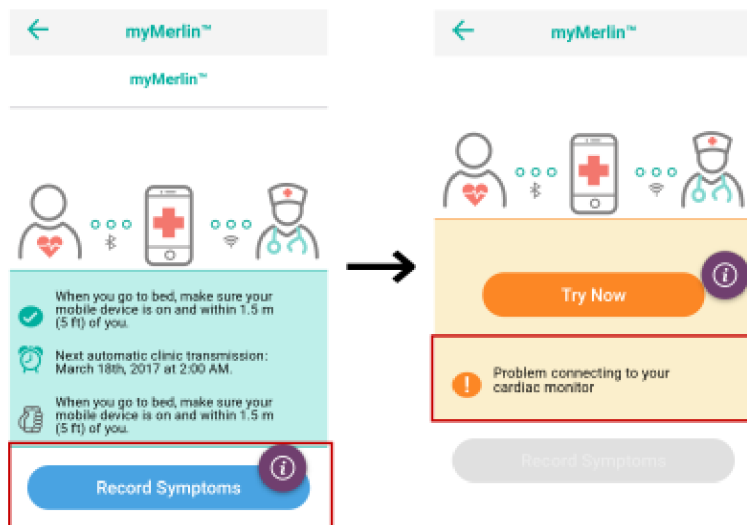 myMerlin™
myMerlin™
When you go to bed, make sure your
mobile device is on and within 1.5 m
(5 ft) of you.
Next automatic clinic transmission:
March 18th, 2017 at 2:00 AM.
When you go to bed, make sure your
mobile device is on and within 1.5 m
(5 ft) of you.
i
Record Symptoms
myMerlin™
Try Now
i
Problem connecting to your
cardiac monitor
Record Symptoms